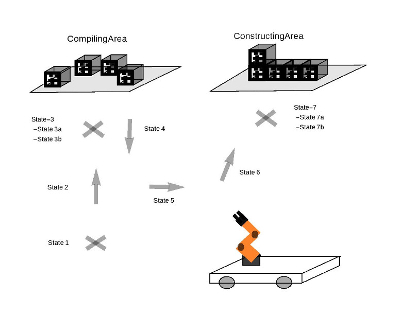 CompilingArea
ConstructingArea
State-3
-State 3a
-State 3b
State 4
State-7
-State 7a
-State 7b
State 2
State 6
State 5
State 1